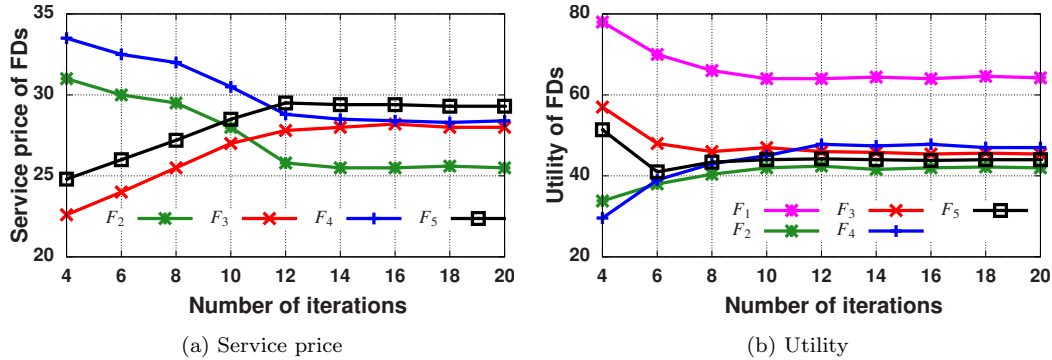 35
30
25
20
Service price of FDs
F2 F3 F4 F5
4 6 8 10 12 14 16 18 20
Number of iterations
(a) Service price
80
60
40
20
Utility of FDs
F1 F3 F5
F2 F4
4 6 8 10 12 14 16 18 20
Number of iterations
(b) Utility